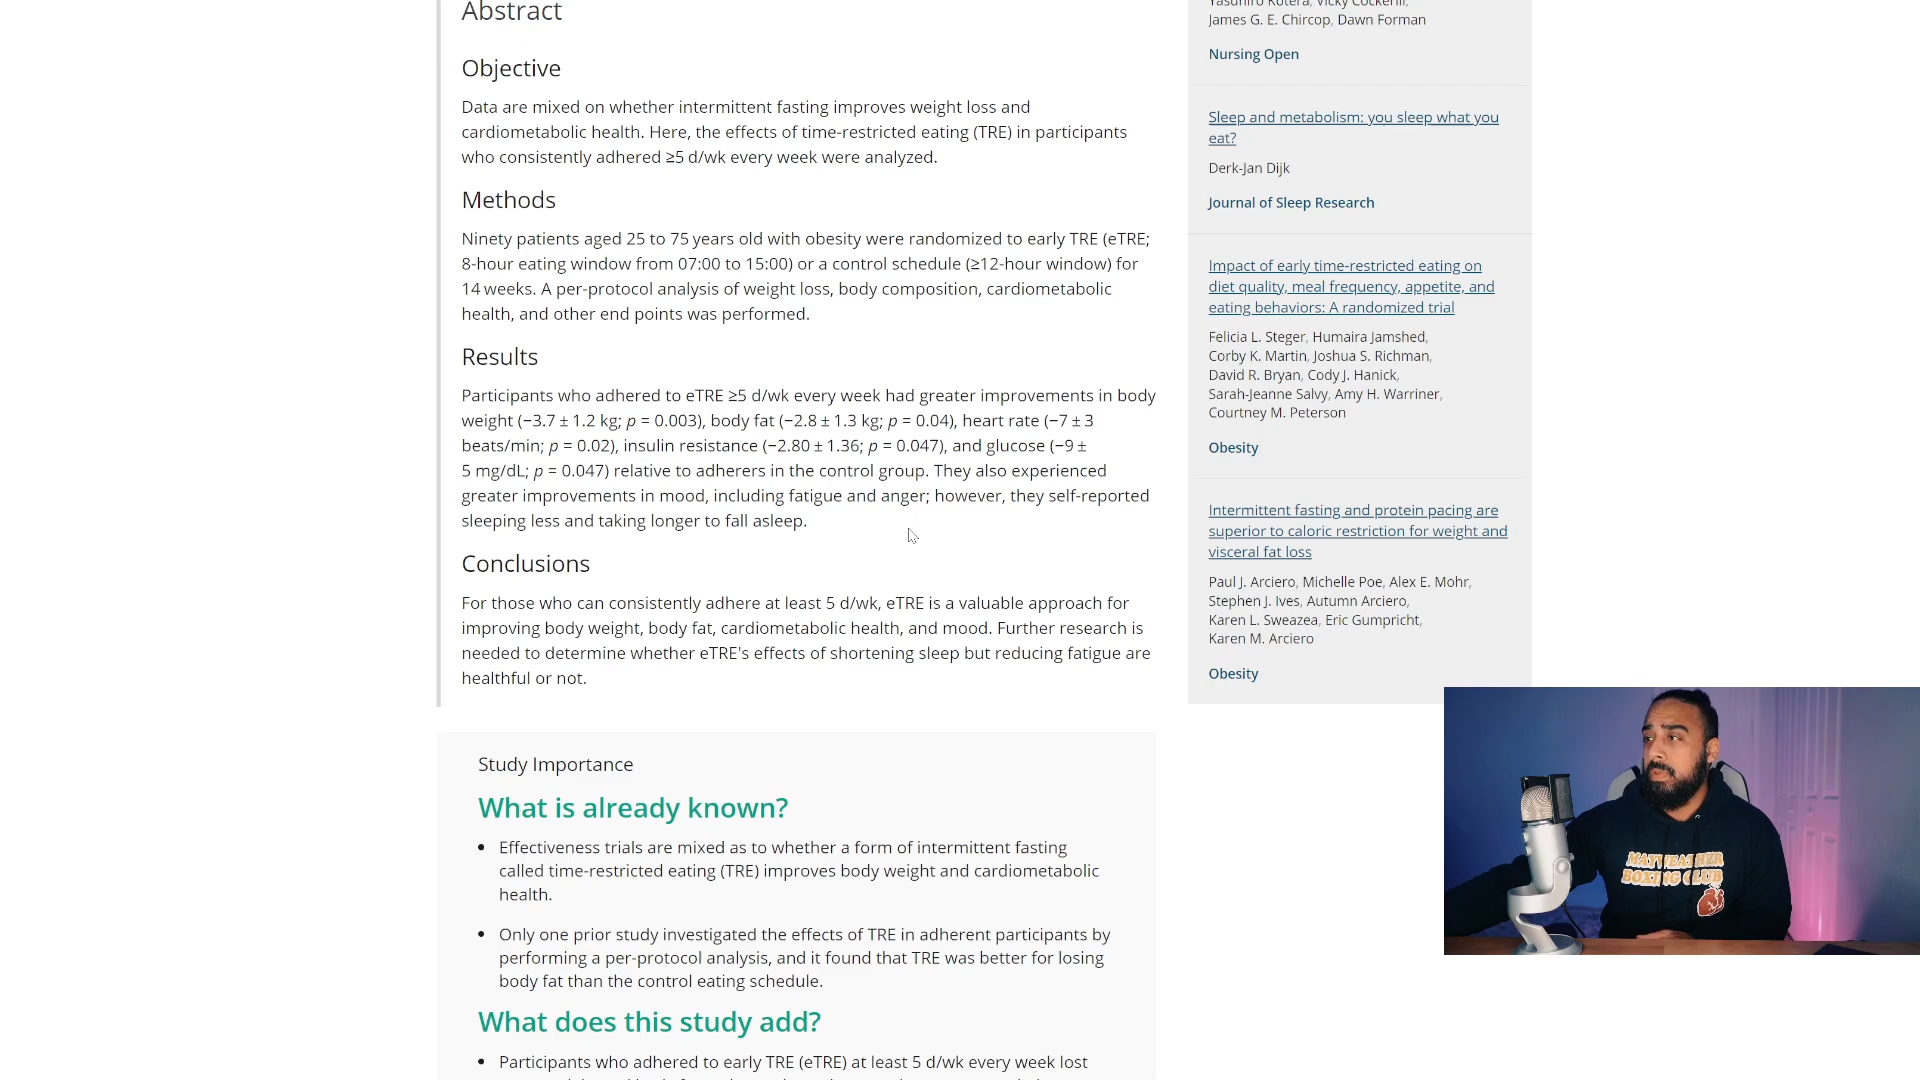 Abstract
Objective
Data are mixed on whether intermittent fasting improves weight loss and
cardiometabolic health. Here, the effects of time-restricted eating (TRE) in participants
who consistently adhered ≥5 d/wk every week were analyzed.
Methods
Ninety patients aged 25 to 75 years old with obesity were randomized to early TRE (eTRE;
8-hour eating window from 07:00 to 15:00) or a control schedule (≥12-hour window) for
14 weeks. A per-protocol analysis of weight loss, body composition, cardiometabolic
health, and other end points was performed.
Results
Participants who adhered to eTRE ≥5 d/wk every week had greater improvements in body
weight (−3.7 ± 1.2 kg; p = 0.003), body fat (−2.8 ± 1.3 kg; p = 0.04), heart rate (−7 ± 3
beats/min; p = 0.02), insulin resistance (−2.80 ± 1.36; p = 0.047), and glucose (−9 ±
5 mg/dL; p = 0.047) relative to adherers in the control group. They also experienced
greater improvements in mood, including fatigue and anger; however, they self-reported
sleeping less and taking longer to fall asleep.
Conclusions
For those who can consistently adhere at least 5 d/wk, eTRE is a valuable approach for
improving body weight, body fat, cardiometabolic health, and mood. Further research is
needed to determine whether eTRE's effects of shortening sleep but reducing fatigue are
healthful or not.
Study Importance
What is already known?
• Effectiveness trials are mixed as to whether a form of intermittent fasting
called time-restricted eating (TRE) improves body weight and cardiometabolic
health.
• Only one prior study investigated the effects of TRE in adherent participants by
performing a per-protocol analysis, and it found that TRE was better for losing
body fat than the control eating schedule.
What does this study add?
• Participants who adhered to early TRE (eTRE) at least 5 d/wk every week lost
Yasuhiro Kotera, Vicky Cockerill,
James G. E. Chircop, Dawn Forman
Nursing Open
Sleep and metabolism: you sleep what you
eat?
Derk-Jan Dijk
Journal of Sleep Research
Impact of early time-restricted eating on
diet quality, meal frequency, appetite, and
eating behaviors: A randomized trial
Felicia L. Steger, Humaira Jamshed,
Corby K. Martin, Joshua S. Richman,
David R. Bryan, Cody J. Hanick,
Sarah-Jeanne Salvy, Amy H. Warriner,
Courtney M. Peterson
Obesity
Intermittent fasting and protein pacing are
superior to caloric restriction for weight and
visceral fat loss
Paul J. Arciero, Michelle Poe, Alex E. Mohr,
Stephen J. Ives, Autumn Arciero,
Karen L. Sweazea, Eric Gumpricht,
Karen M. Arciero
Obesity
MAYWEATHER
BOXING CLUB